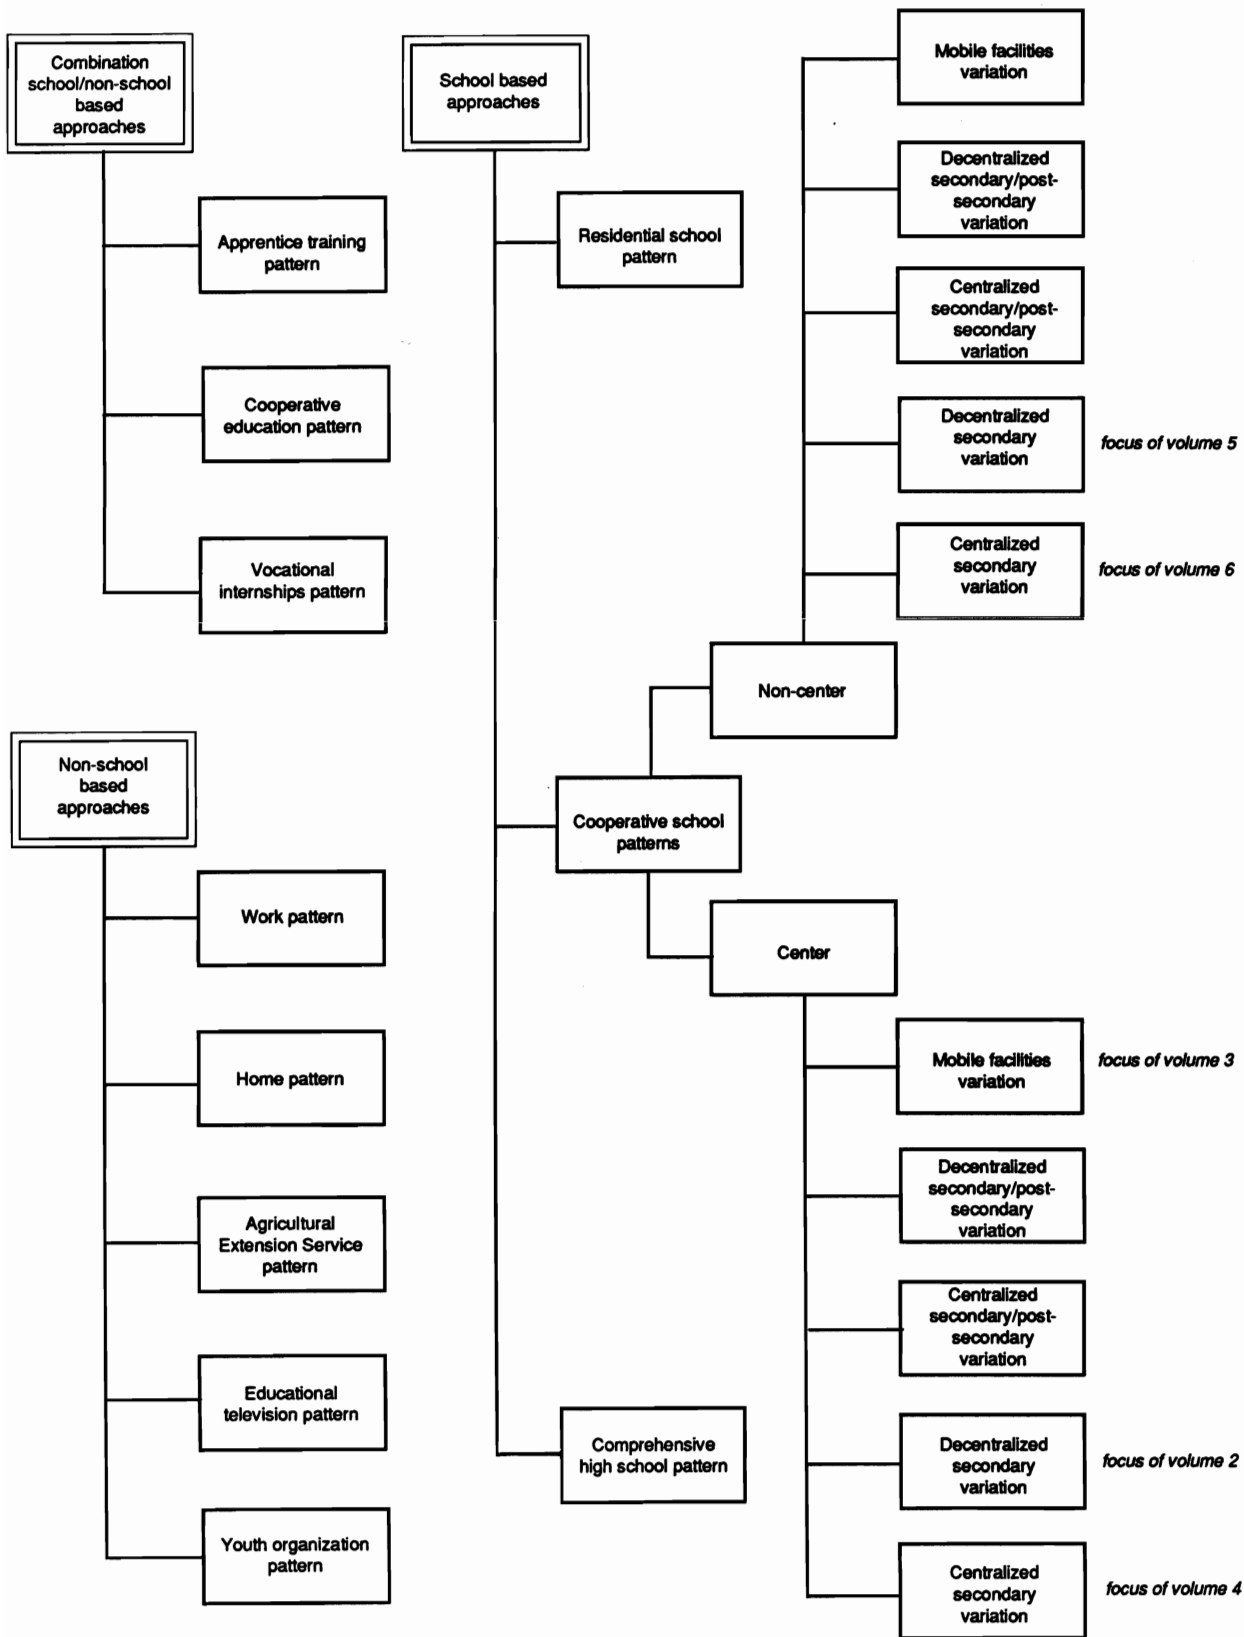 Combination
school/non-school
based
approaches
Apprentice training
pattern
Cooperative
education pattern
Vocational
internships pattern
Non-school
based
approaches
Work pattern
Home pattern
Agricultural
Extension Service
pattern
Educational
television pattern
Youth organization
pattern
School based
approaches
Residential school
pattern
Cooperative school
patterns
Comprehensive
high school pattern
Non-center
Center
Mobile facilities
variation
Decentralized
secondary/post-
secondary
variation
Centralized
secondary/post-
secondary
variation
Decentralized
secondary
variation
focus of volume 5
Centralized
secondary
variation
focus of volume 6
Mobile facilities
variation
focus of volume 3
Decentralized
secondary/post-
secondary
variation
Centralized
secondary/post-
secondary
variation
Decentralized
secondary
variation
focus of volume 2
Centralized
secondary
variation
focus of volume 4